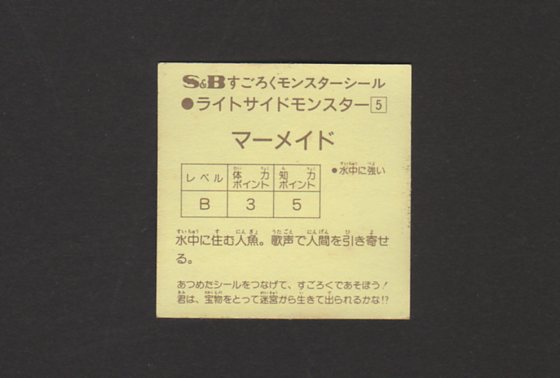 S&Bすごろくモンスターシール
●ライトサイドモンスター5
マーメイド
レベル 体力ポイント 知力ポイント
B 3 5
●水中に強い
水中に住む人魚。歌声で人間を引き寄せ
る。
あつめたシールをつなげて、すごろくであそぼう!
君は、宝物をとって迷宮から生きて出られるかな!?